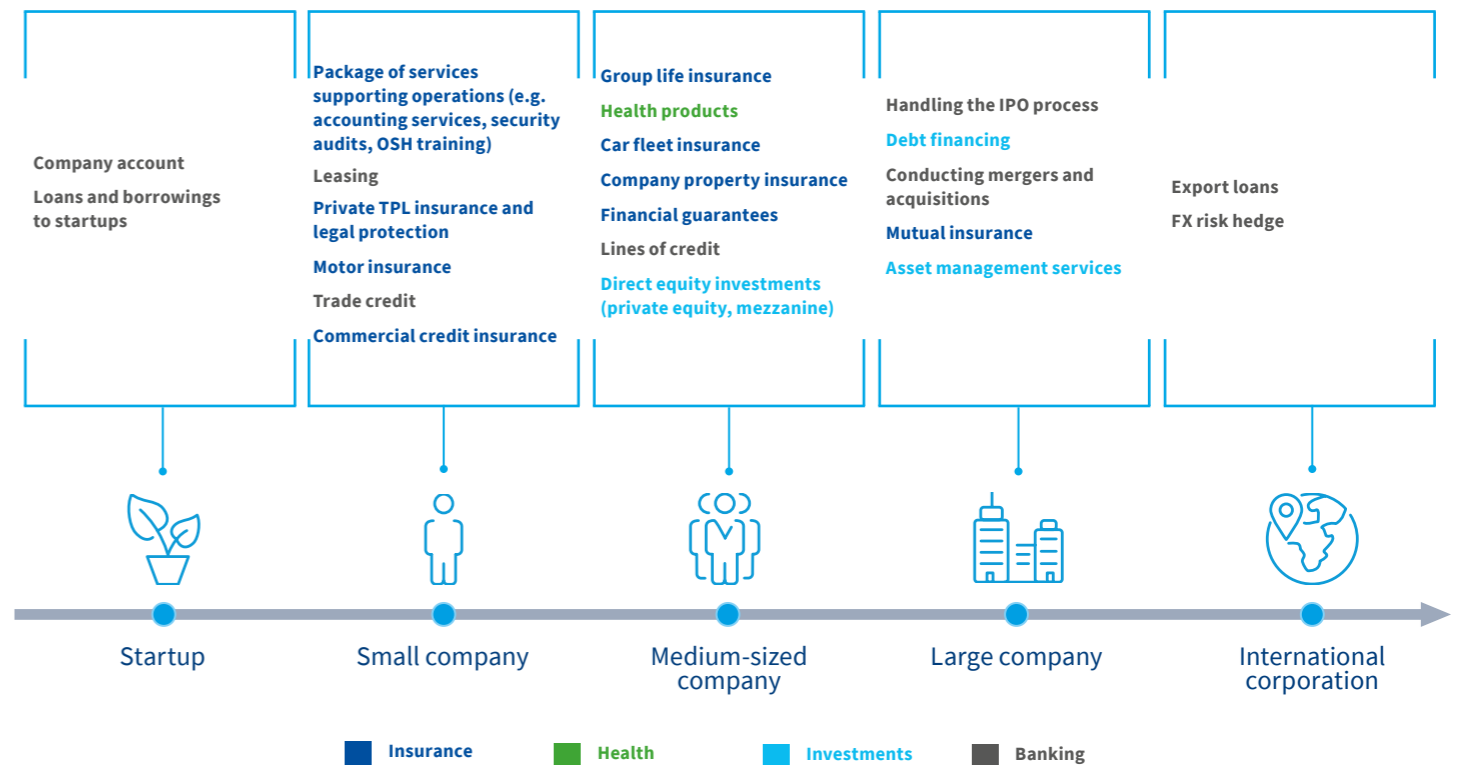 Company account
Loans and borrowings
to startups
Package of services
supporting operations (e.g.
accounting services, security
audits, OSH training)
Leasing
Private TPL insurance and
legal protection
Motor insurance
Trade credit
Commercial credit insurance
Group life insurance
Health products
Car fleet insurance
Company property insurance
Financial guarantees
Lines of credit
Direct equity investments
(private equity, mezzanine)
Handling the IPO process
Debt financing
Conducting mergers and
acquisitions
Mutual insurance
Asset management services
Export loans
FX risk hedge
Startup
Small company
Medium-sized
company
Large company
International
corporation
Insurance
Health
Investments
Banking